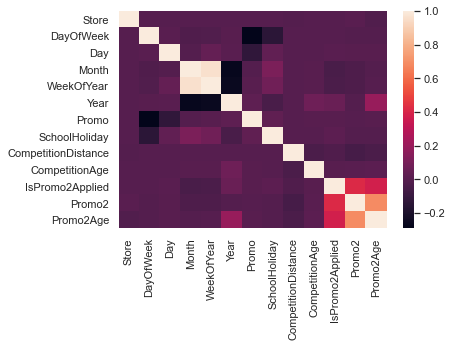 Store
DayOfWeek
Day
Month
WeekOfYear
Year
Promo
SchoolHoliday
CompetitionDistance
CompetitionAge
IsPromo2Applied
Promo2
Promo2Age
Store
DayOfWeek
Day
Month
WeekOfYear
Year
Promo
SchoolHoliday
CompetitionDistance
CompetitionAge
IsPromo2Applied
Promo2
Promo2Age
1.0
0.8
0.6
0.4
0.2
0.0
-0.2